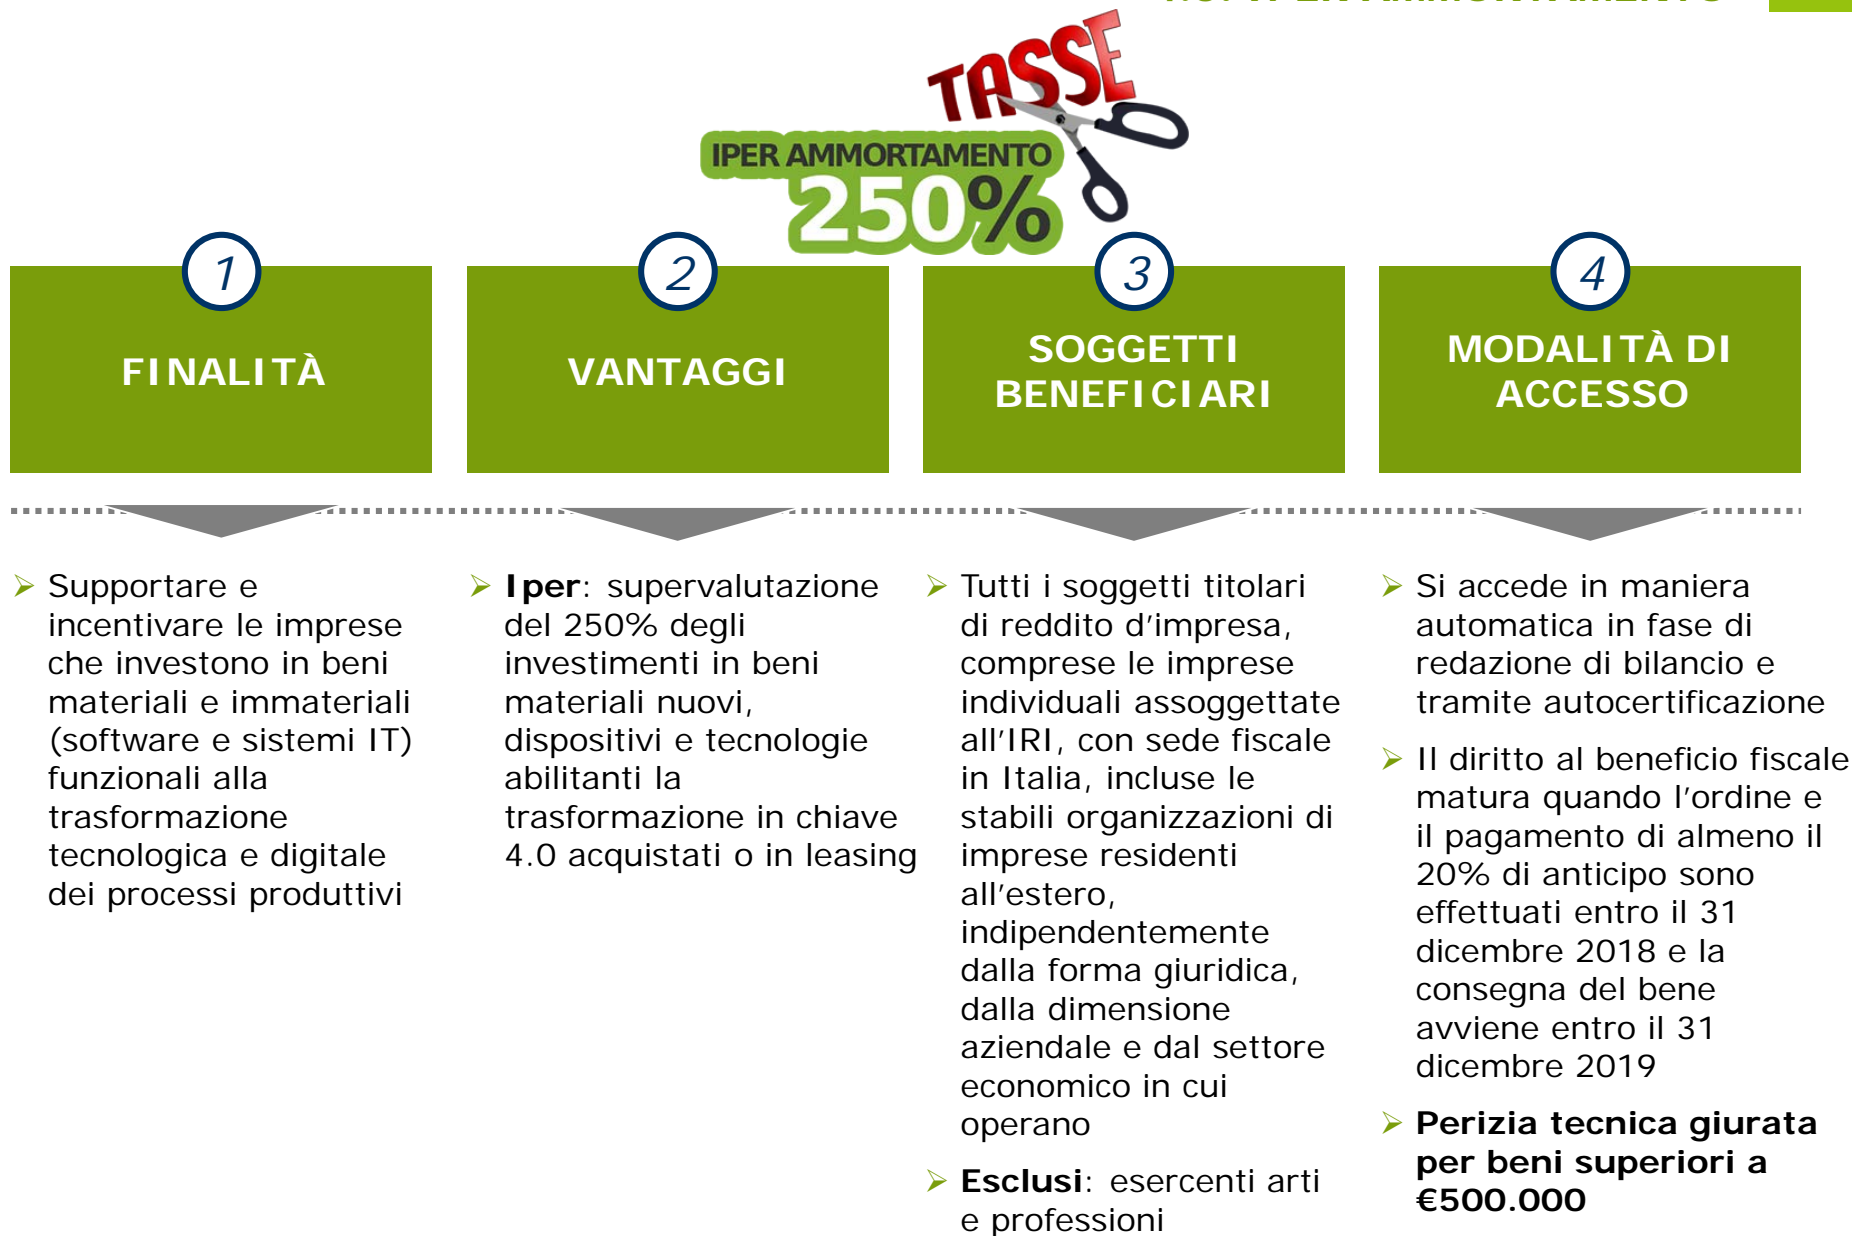 TASSE
IPER AMMORTAMENTO
250%
1
FINALITÀ
➢ Supportare e
incentivare le imprese
che investono in beni
materiali e immateriali
(software e sistemi IT)
funzionali alla
trasformazione
tecnologica e digitale
dei processi produttivi
2
VANTAGGI
➢ Iper: supervalutazione
del 250% degli
investimenti in beni
materiali nuovi,
dispositivi e tecnologie
abilitanti la
trasformazione in chiave
4.0 acquistati o in leasing
3
SOGGETTI
BENEFICIARI
➢ Tutti i soggetti titolari
di reddito d’impresa,
comprese le imprese
individuali assoggettate
all’IRI, con sede fiscale
in Italia, incluse le
stabili organizzazioni di
imprese residenti
all’estero,
indipendentemente
dalla forma giuridica,
dalla dimensione
aziendale e dal settore
economico in cui
operano
➢ Esclusi: esercenti arti
e professioni
4
MODALITÀ DI
ACCESSO
➢ Si accede in maniera
automatica in fase di
redazione di bilancio e
tramite autocertificazione
➢ Il diritto al beneficio fiscale
matura quando l’ordine e
il pagamento di almeno il
20% di anticipo sono
effettuati entro il 31
dicembre 2018 e la
consegna del bene
avviene entro il 31
dicembre 2019
➢ Perizia tecnica giurata
per beni superiori a
€500.000